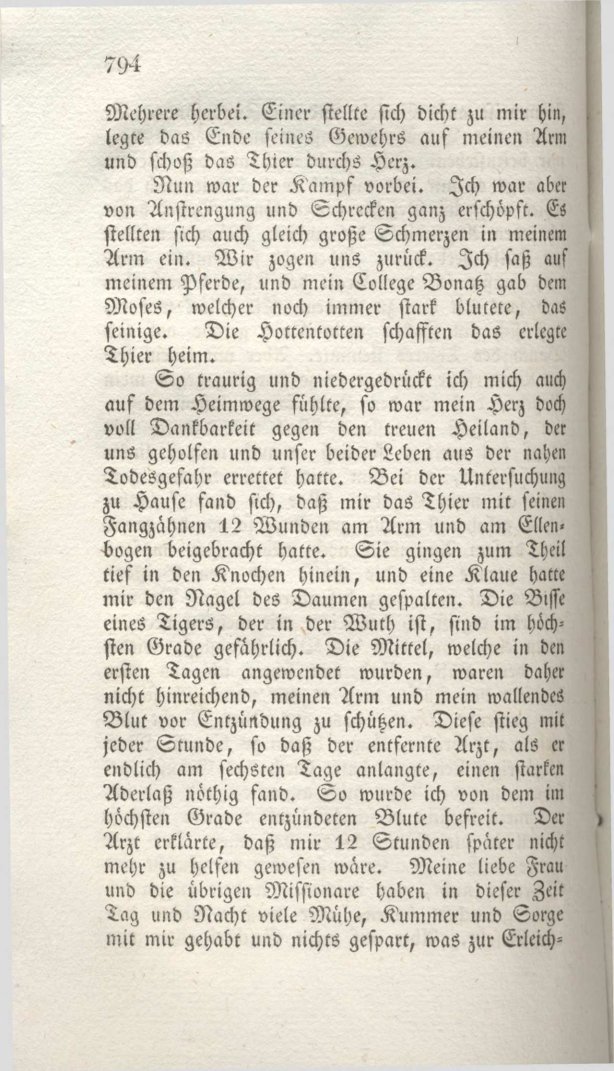 794
Mehrere herbei. Einer stellte sich dicht zu mir hin,
legte das Ende seines Gewehrs auf meinen Arm
und schoß das Thier durchs Herz.
Nun war der Kampf vorbei. Ich war aber
von Anstrengung und Schrecken ganz erschöpft. Es
stellten sich auch gleich große Schmerzen in meinem
Arm ein. Wir zogen uns zurück. Ich saß auf
meinem Pferde, und mein College Bonatz gab dem
Moses, welcher noch immer stark blutete, das
seinige. Die Hottentotten schafften das erlegte
Thier heim.
So traurig und niedergedrückt ich mich auch
auf dem Heimwege fühlte, so war mein Herz doch
voll Dankbarkeit gegen den treuen Heiland, der
uns geholfen und unser beider Leben aus der nahen
Todesgefahr errettet hatte. Bei der Untersuchung
zu Hause fand sich, daß mir das Thier mit seinen
Fangzähnen 12 Wunden am Arm und am Ellen-
bogen beigebracht hatte. Sie gingen zum Theil
tief in den Knochen hinein, und eine Klaue hatte
mir den Nagel des Daumen gespalten. Die Bisse
eines Tigers, der in der Wuth ist, sind im höch-
sten Grade gefährlich. Die Mittel, welche in den
ersten Tagen angewendet wurden, waren daher
nicht hinreichend, meinen Arm und mein wallendes
Blut vor Entzündung zu schützen. Diese stieg mit
jeder Stunde, so daß der entfernte Arzt, als er
endlich am sechsten Tage anlangte, einen starken
Aderlaß nöthig fand. So wurde ich von dem im
höchsten Grade entzündeten Blute befreit. Der
Arzt erklärte, daß mir 12 Stunden später nicht
mehr zu helfen gewesen wäre. Meine liebe Frau
und die übrigen Missionare haben in dieser Zeit
Tag und Nacht viele Mühe, Kummer und Sorge
mit mir gehabt und nichts gespart, was zur Erleich-